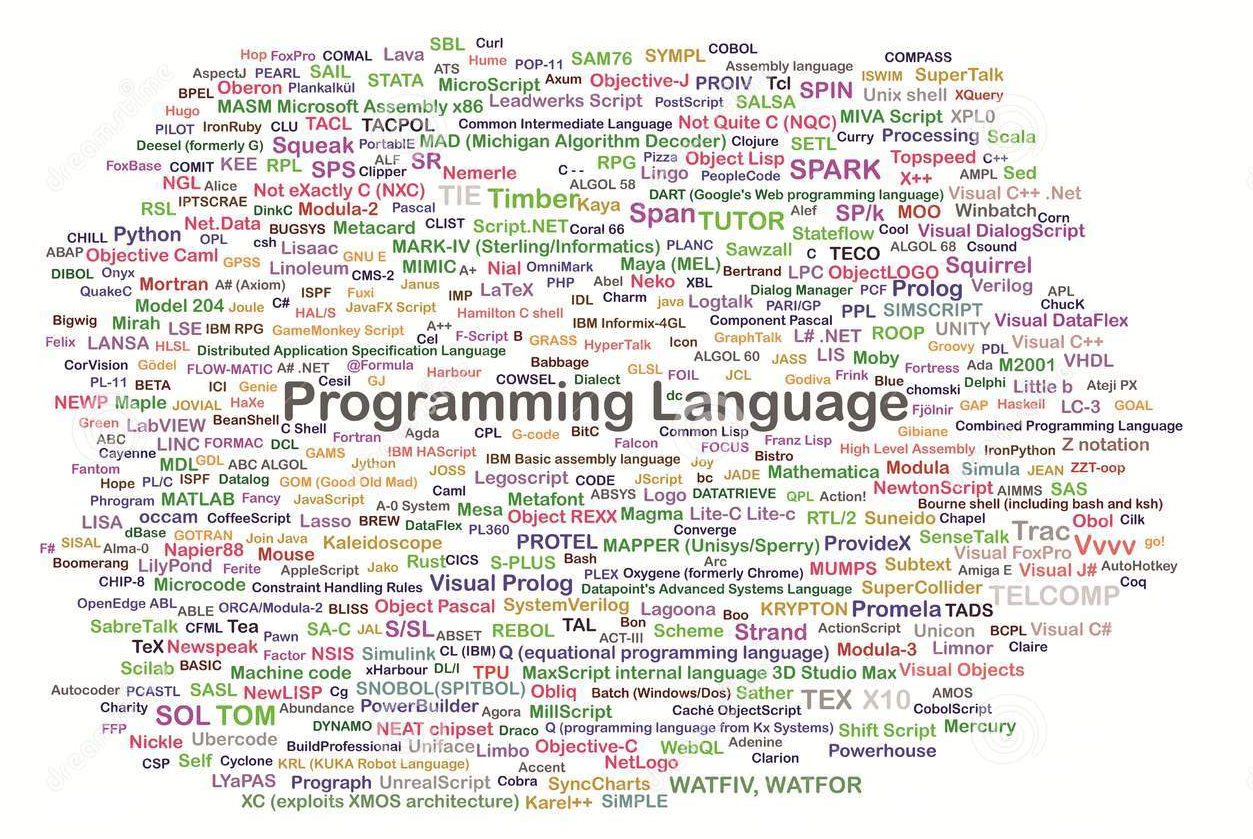 SBL Curl
Hop FoxPro COMAL Lava Hume POP-11 SAM76 SYMPL COBOL COMPASS
AspectJ PEARL SAIL STATA ATS MicroScript Axum Objective-J PROIV Tcl Assembly language ISWIM SuperTalk
BPEL Oberon Plankalkül SPIN Unix shell XQuery
Hugo MASM Microsoft Assembly x86 Leadwerks Script PostScript SALSA MIVA Script XPL0
PILOT IronRuby CLU TACL TACPOL Common Intermediate Language Not Quite C (NQC) Curry Processing Scala
Deesel (formerly G) Squeak PortablE MAD (Michigan Algorithm Decoder) Clojure SETL
FoxBase COMIT KEE RPL SPS ALF Clipper SR Nemerle C-- RPG Pizza Lingo Object Lisp PeopleCode SPARK Topspeed C++
X++ AMPL Sed
NGL Alice Not eXactly C (NXC) TIE Timber ALGOL 58 Kaya DART (Google's Web programming language) Visual C++ .Net
RSL IPTSCRAE DinkC Modula-2 Pascal Span TUTOR Alef SP/k MOO Winbatch Corn
CHILL Python Net.Data BUGSYS Metacard CLIST Script.NET Coral 66 Stateflow Cool Visual DialogScript
ABAP Objective Caml OPL csh Lisaac GNU E MARK-IV (Sterling/Informatics) PLANC Sawzall C TECO ALGOL 68 Csound
DIBOL Onyx GPSS Linoleum CMS-2 MIMIC A+ Nial OmniMark Maya (MEL) Bertrand LPC ObjectLOGO Squirrel
QuakeC Mortran A# (Axiom) ISPF Fuxi Janus IMP LaTeX PHP Abel Neko XBL Dialog Manager PCF Prolog Verilog APL
Model 204 Joule C# HAL/S JavaFX Script Hamilton C shell IDL Charm java Logtalk PARI/GP PPL SIMSCRIPT ChucK
Bigwig Mirah LSE IBM RPG GameMonkey Script A++ IBM Informix-4GL Component Pascal UNITY Visual DataFlex
Felix LANSA HLSL Distributed Application Specification Language Cel F-Script B GRASS HyperTalk Icon GraphTalk L# .NET ROOP Groovy PDL Visual C++
CorVision Gödel FLOW-MATIC A# .NET @Formula Babbage GLSL ALGOL 60 JASS LIS Moby Fortress Ada M2001 VHDL
PL-11 BETA ICI Genie Cesil GJ Harbour COWSEL Dialect FOIL JCL Godiva Frink Blue chomski Delphi Little b Ateji PX
NEWP Maple JOVIAL HaXe Programming Language dc Fjölnir GAP Haskell LC-3 GOAL
Green LabVIEW BeanShell C Shell Fortran Agda CPL G-code BitC Common Lisp Gibiane Combined Programming Language
ABC Cayenne LINC FORMAC DCL GAMS IBM HAScript Falcon FOCUS Franz Lisp High Level Assembly IronPython Z notation
Fantom MDL GDL ABC ALGOL Jython JOSS IBM Basic assembly language Joy Bistro Mathematica Modula Simula JEAN ZZT-oop
Hope PL/C ISPF Datalog GOM (Good Old Mad) Legoscript CODE JScript bc JADE NewtonScript AIMMS SAS
Phrogram MATLAB Fancy JavaScript Caml Metafont ABSYS Logo DATATRIEVE QPL Action! Bourne shell (including bash and ksh)
LISA occam CoffeeScript Lasso BREW A-0 System DataFlex Mesa Object REXX Magma Lite-C Lite-c RTL/2 Suneido Chapel Trac Obol Cilk
F# SISAL dBase GOTRAN Join Java Kaleidoscope PL360 PROTEL Converge MAPPER (Unisys/Sperry) ProvideX SenseTalk Vvvv go!
Alma-0 Napier88 Mouse Visual FoxPro
Boomerang LilyPond Ferite AppleScript Jako Rust CICS S-PLUS Bash Arc MUMPS Subtext Amiga E Visual J# AutoHotkey
CHIP-8 Microcode Constraint Handling Rules Visual Prolog PLEX Oxygene (formerly Chrome) Datapoint's Advanced Systems Language SuperCollider TELCOMP Coq
OpenEdge ABL ABLE ORCA/Modula-2 BLISS Object Pascal SystemVerilog Lagoona Boo KRYPTON Promela TADS
SabreTalk CFML Tea Pawn SA-C JAL S/SL ABSET REBOL TAL Bon ACT-III Scheme Strand ActionScript Unicon BCPL Visual C#
TeX Newspeak Factor NSIS Simulink CL (IBM) Q (equational programming language) Modula-3 Limnor Claire
Scilab BASIC Machine code xHarbour DL/I TPU MaxScript internal language 3D Studio Max Visual Objects
Autocoder PCASTL SASL NewLISP Cg SNOBOL(SPITBOL) Obliq Batch (Windows/Dos) Sather TEX X10 AMOS
Charity SOL TOM Abundance PowerBuilder Agora MillScript Caché ObjectScript CobolScript
FFP DYNAMO NEAT chipset Draco Q (programming language from Kx Systems) Shift Script Mercury
Nickle Ubercode BuildProfessional Uniface Limbo Objective-C WebQL Adenine Powerhouse
CSP Self Cyclone KRL (KUKA Robot Language) Accent NetLogo Clarion
LYaPAS Prograph UnrealScript Cobra SyncCharts WATFIV, WATFOR
XC (exploits XMOS architecture) Karel++ SiMPLE